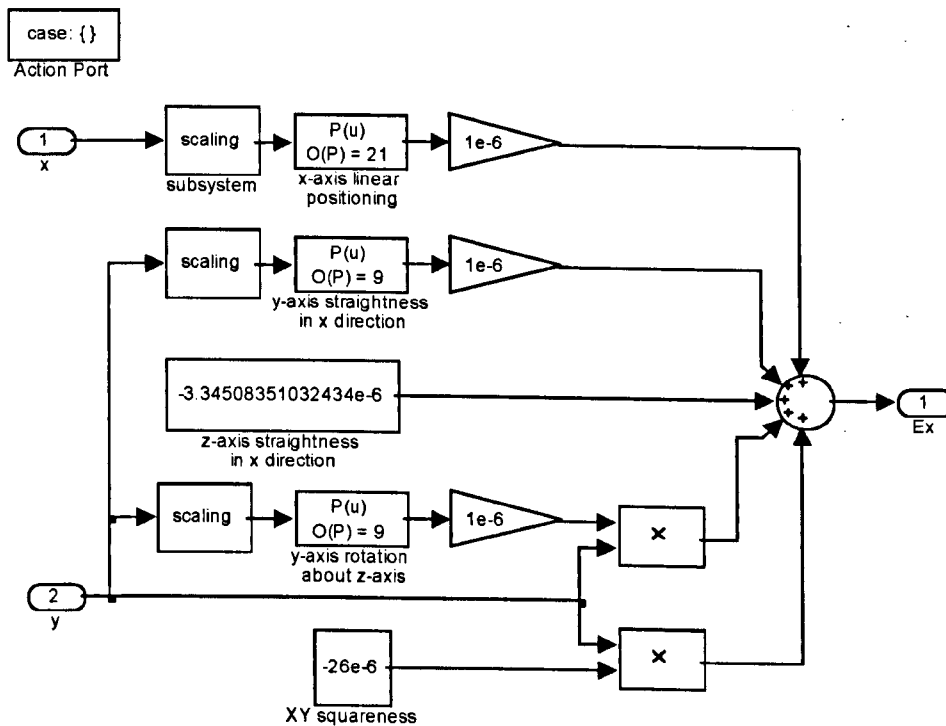 case: { }
Action Port
1
x
scaling
subsystem
P(u)
O(P) = 21
x-axis linear
positioning
1e-6
scaling
P(u)
O(P) = 9
y-axis straightness
in x direction
1e-6
-3.34508351032434e-6
z-axis straightness
in x direction
1
Ex
scaling
P(u)
O(P) = 9
y-axis rotation
about z-axis
1e-6
×
2
y
-26e-6
XY squareness
×
+
+
+
+
+